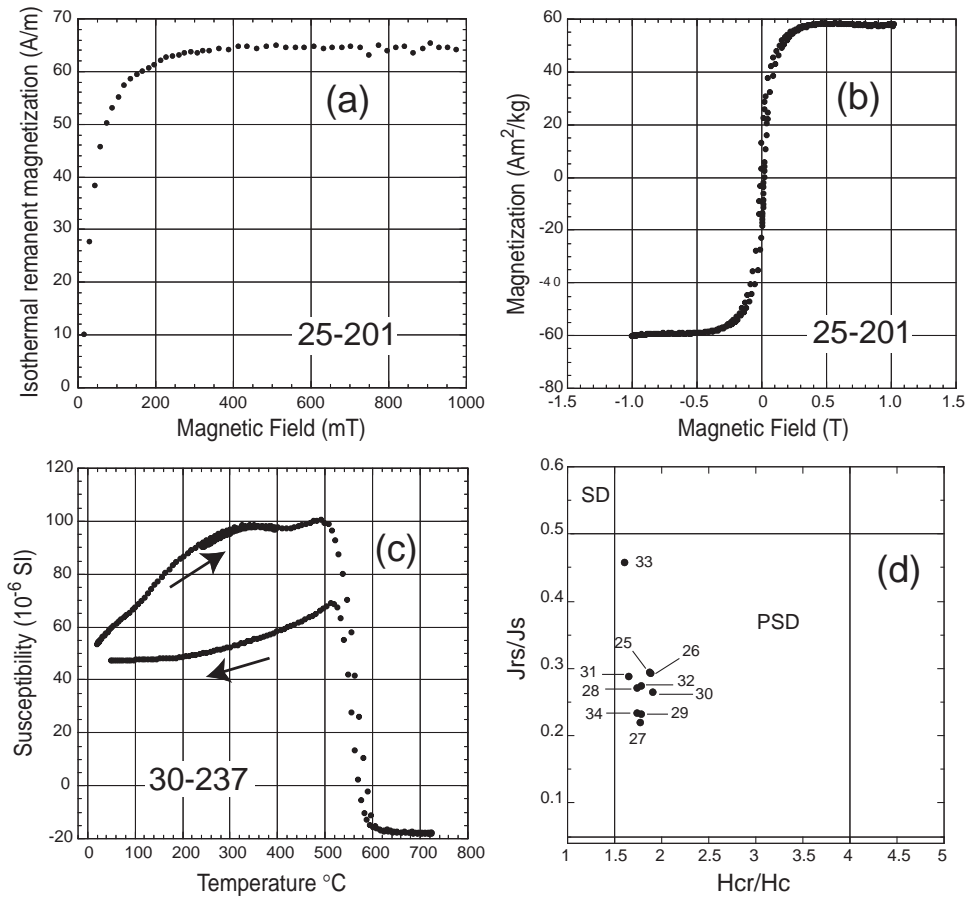 Isothermal remanent magnetization (A/m)
70
60
50
40
30
20
10
0
(a)
25-201
0 200 400 600 800 1000
Magnetic Field (mT)
Magnetization (Am²/kg)
60
40
20
0
-20
-40
-60
-80
(b)
25-201
-1.5 -1.0 -0.5 0 0.5 1.0 1.5
Magnetic Field (T)
Susceptibility (10⁻⁶ SI)
120
100
80
60
40
20
0
-20
(c)
30-237
0 100 200 300 400 500 600 700 800
Temperature °C
Jrs/Js
0.6
0.5
0.4
0.3
0.2
0.1
SD
(d)
33
PSD
25
26
31
32
28
30
34
29
27
1 1.5 2 2.5 3 3.5 4 4.5 5
Hcr/Hc